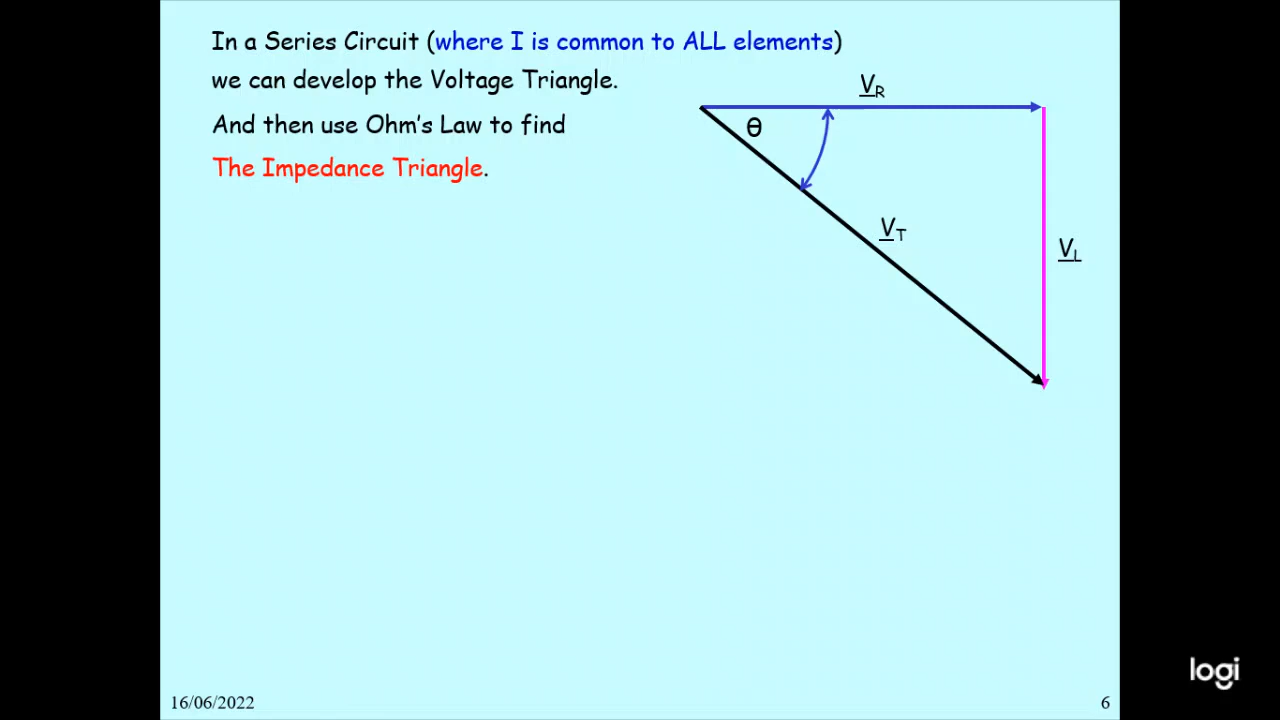 In a Series Circuit (where I is common to ALL elements)
we can develop the Voltage Triangle.
And then use Ohm's Law to find
The Impedance Triangle.
VR
θ
VT
VL
16/06/2022
6
logi